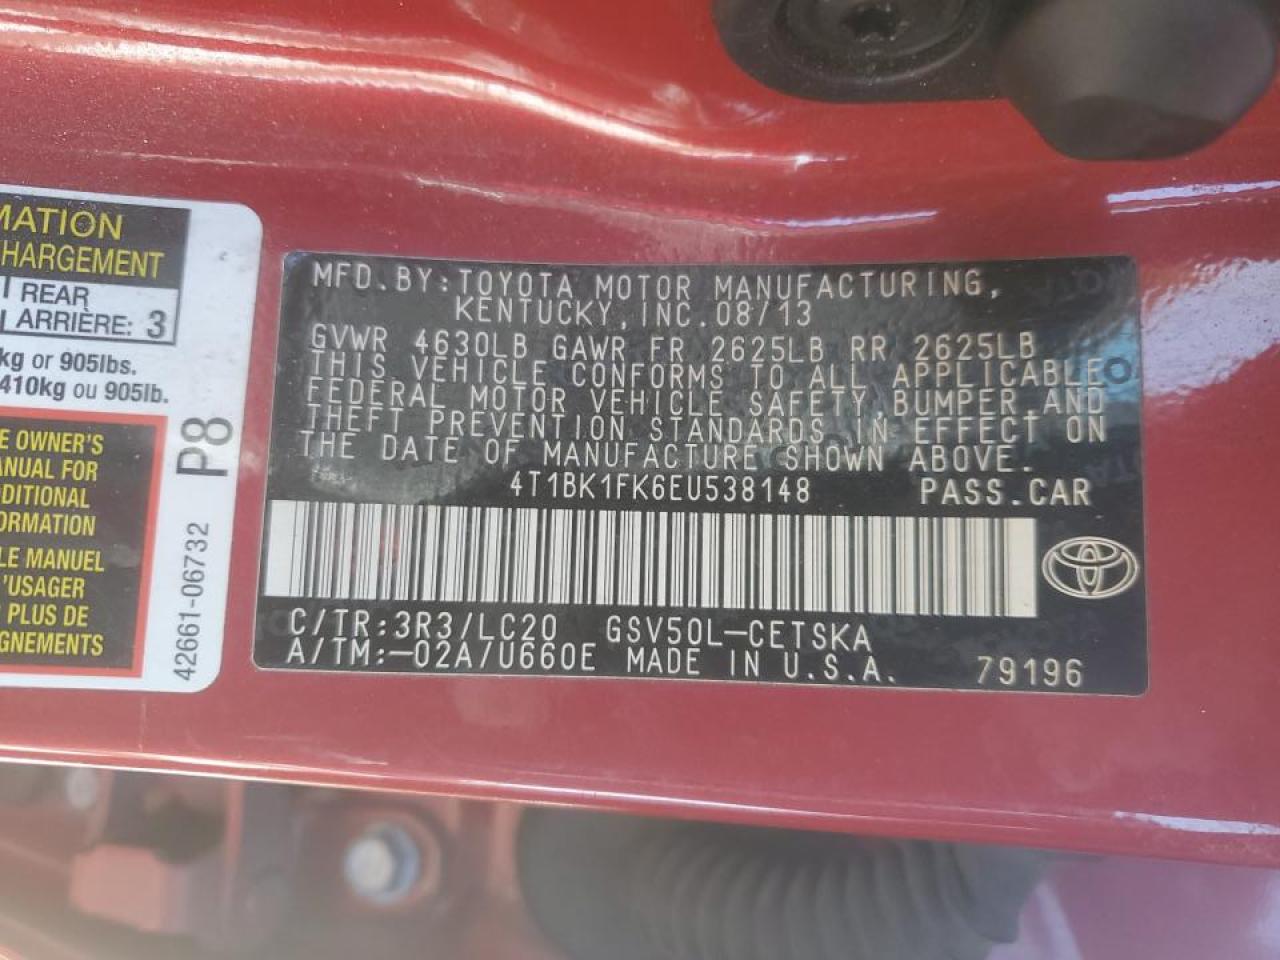 MATION
HARGEMENT
REAR
ARRIÈRE: 3
kg or 905lbs.
410kg ou 905lb.
E OWNER'S
ANUAL FOR
DDITIONAL
ORMATION
LE MANUEL
'USAGER
PLUS DE
GNEMENTS
P8
42661-06732
MFD.BY:TOYOTA MOTOR MANUFACTURING,
KENTUCKY,INC.08/13
GVWR 4630LB GAWR FR 2625LB RR 2625LB
THIS VEHICLE CONFORMS TO ALL APPLICABLE
FEDERAL MOTOR VEHICLE SAFETY,BUMPER,AND
THEFT PREVENTION STANDARDS IN EFFECT ON
THE DATE OF MANUFACTURE SHOWN ABOVE.
4T1BK1FK6EU538148 PASS.CAR
C/TR:3R3/LC20 GSV50L-CETSKA
A/TM:-02A/U660E MADE IN U.S.A. 79196